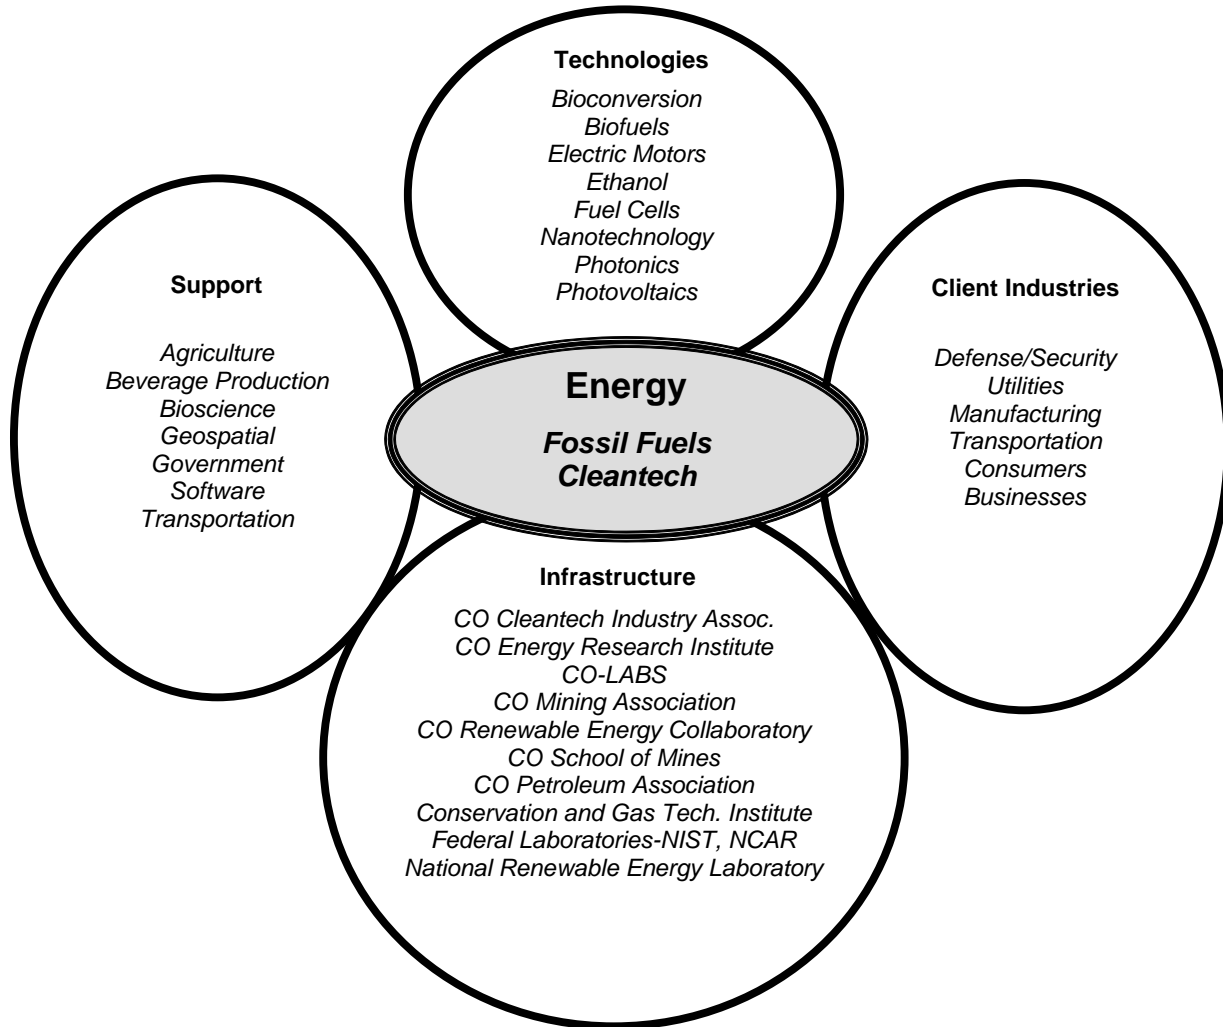 Technologies
Bioconversion
Biofuels
Electric Motors
Ethanol
Fuel Cells
Nanotechnology
Photonics
Photovoltaics
Support
Agriculture
Beverage Production
Bioscience
Geospatial
Government
Software
Transportation
Energy
Fossil Fuels
Cleantech
Client Industries
Defense/Security
Utilities
Manufacturing
Transportation
Consumers
Businesses
Infrastructure
CO Cleantech Industry Assoc.
CO Energy Research Institute
CO-LABS
CO Mining Association
CO Renewable Energy Collaboratory
CO School of Mines
CO Petroleum Association
Conservation and Gas Tech. Institute
Federal Laboratories-NIST, NCAR
National Renewable Energy Laboratory